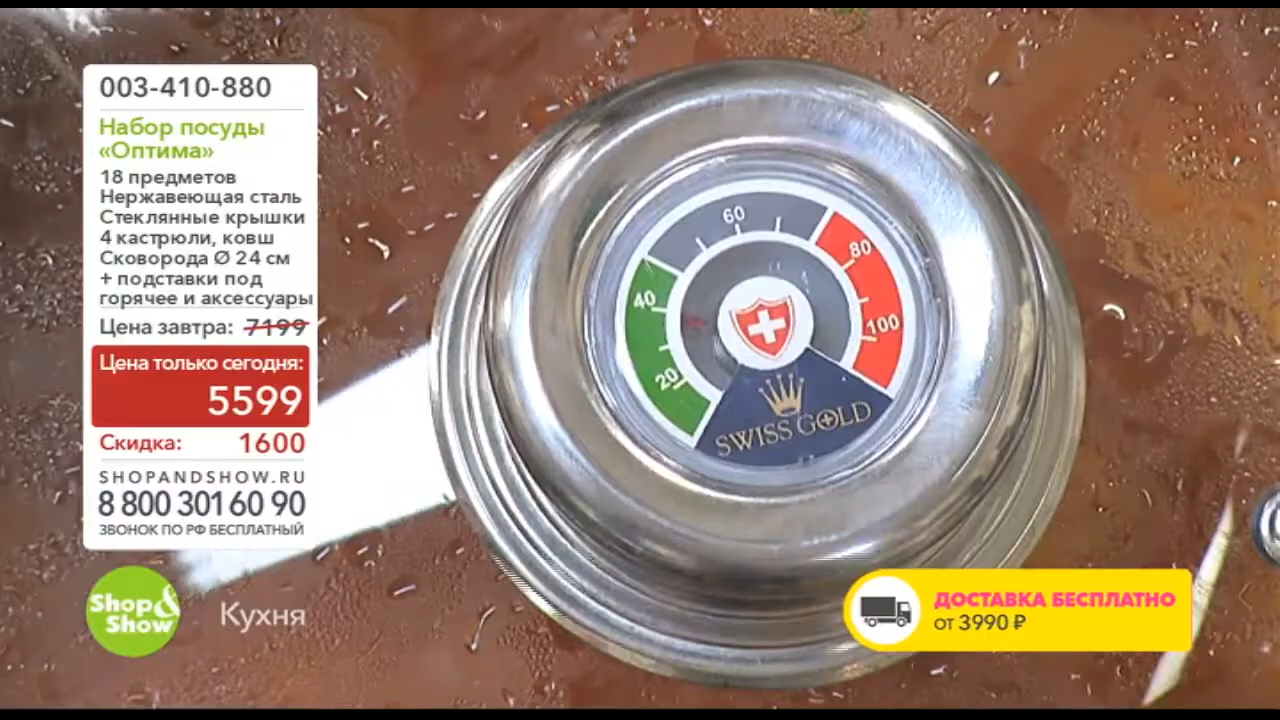 003-410-880
Набор посуды
«Оптима»
18 предметов
Нержавеющая сталь
Стеклянные крышки
4 кастрюли, ковш
Сковорода Ø 24 см
+ подставки под
горячее и аксессуары
Цена завтра: 7199
Цена только сегодня:
5599
Скидка: 1600
SHOPANDSHOW.RU
8 800 301 60 90
ЗВОНОК ПО РФ БЕСПЛАТНЫЙ
Shop&
Show
Кухня
20
40
60
80
100
SWISS GOLD
ДОСТАВКА БЕСПЛАТНО
от 3990 ₽